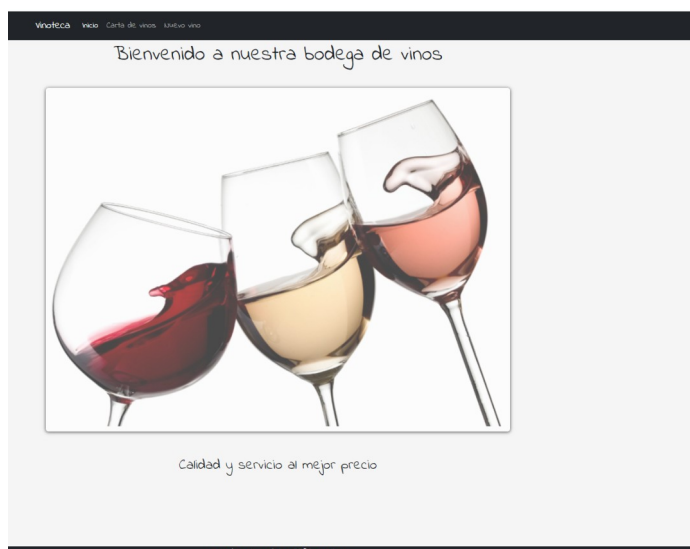 Vinoteca Inicio Carta de vinos Nuevo vino
Bienvenido a nuestra bodega de vinos
Calidad y servicio al mejor precio